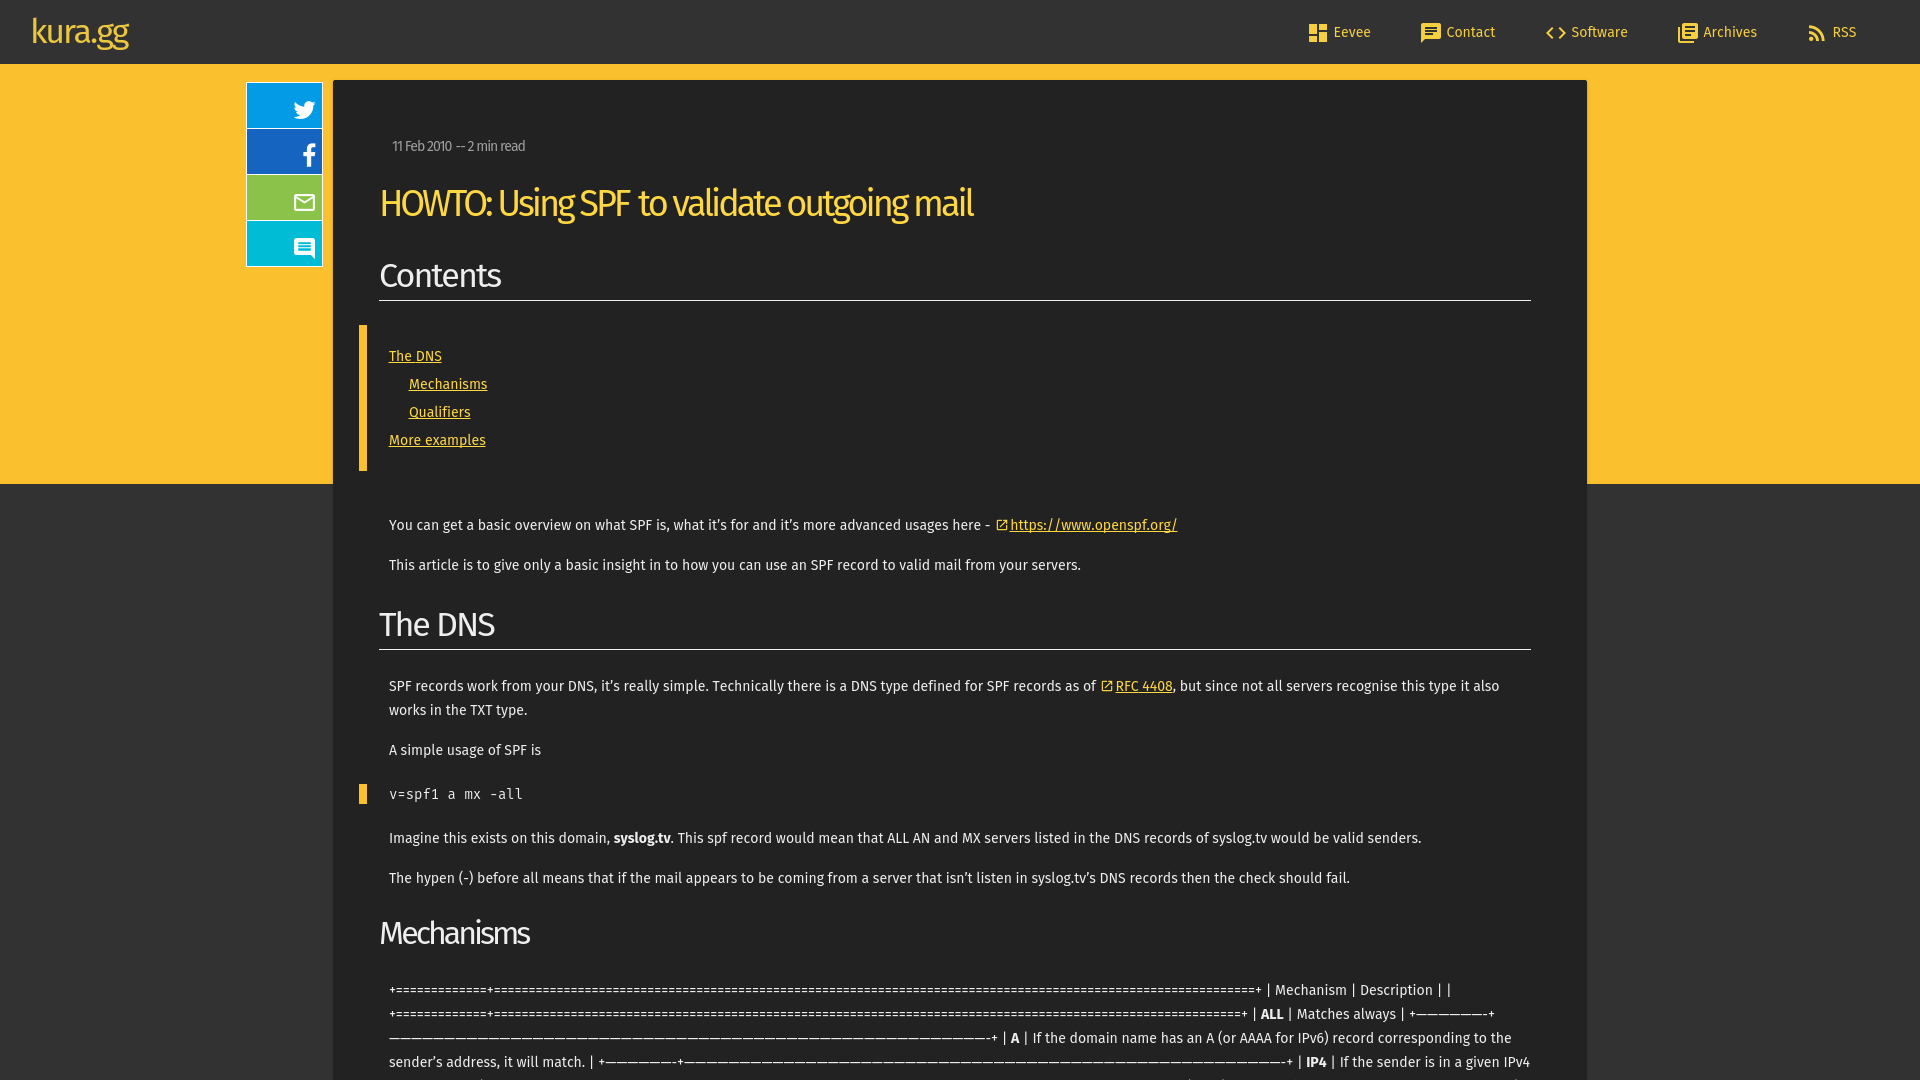 kura.gg
Eevee
Contact
Software
Archives
RSS
11 Feb 2010 -- 2 min read
HOWTO: Using SPF to validate outgoing mail
Contents
The DNS
Mechanisms
Qualifiers
More examples
You can get a basic overview on what SPF is, what it’s for and it’s more advanced usages here - https://www.openspf.org/
This article is to give only a basic insight in to how you can use an SPF record to valid mail from your servers.
The DNS
SPF records work from your DNS, it’s really simple. Technically there is a DNS type defined for SPF records as of RFC 4408, but since not all servers recognise this type it also
works in the TXT type.
A simple usage of SPF is
v=spf1 a mx -all
Imagine this exists on this domain, syslog.tv. This spf record would mean that ALL AN and MX servers listed in the DNS records of syslog.tv would be valid senders.
The hypen (-) before all means that if the mail appears to be coming from a server that isn’t listen in syslog.tv’s DNS records then the check should fail.
Mechanisms
+=============+=============================================================================================================+ | Mechanism | Description | |
+=============+===========================================================================================================+ | ALL | Matches always | +——————-+
——————————————————————————————————————————————————————-+ | A | If the domain name has an A (or AAAA for IPv6) record corresponding to the
sender’s address, it will match. | +——————-+——————————————————————————————————————————————————————-+ | IP4 | If the sender is in a given IPv4